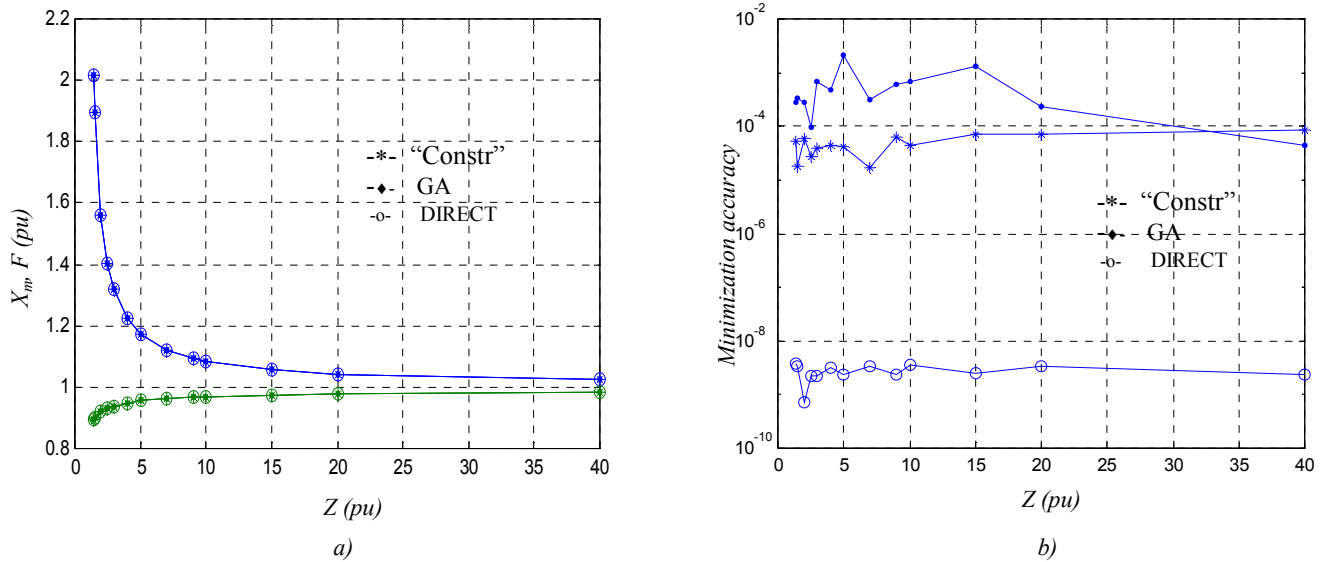 2.2
2
1.8
1.6
1.4
1.2
1
0.8
X_m, F (pu)
0 5 10 15 20 25 30 35 40
Z (pu)
a)
-*- “Constr”
-♦- GA
-o- DIRECT
10^-2
10^-4
10^-6
10^-8
10^-10
Minimization accuracy
0 5 10 15 20 25 30 35 40
Z (pu)
b)
-*- “Constr”
-♦- GA
-o- DIRECT